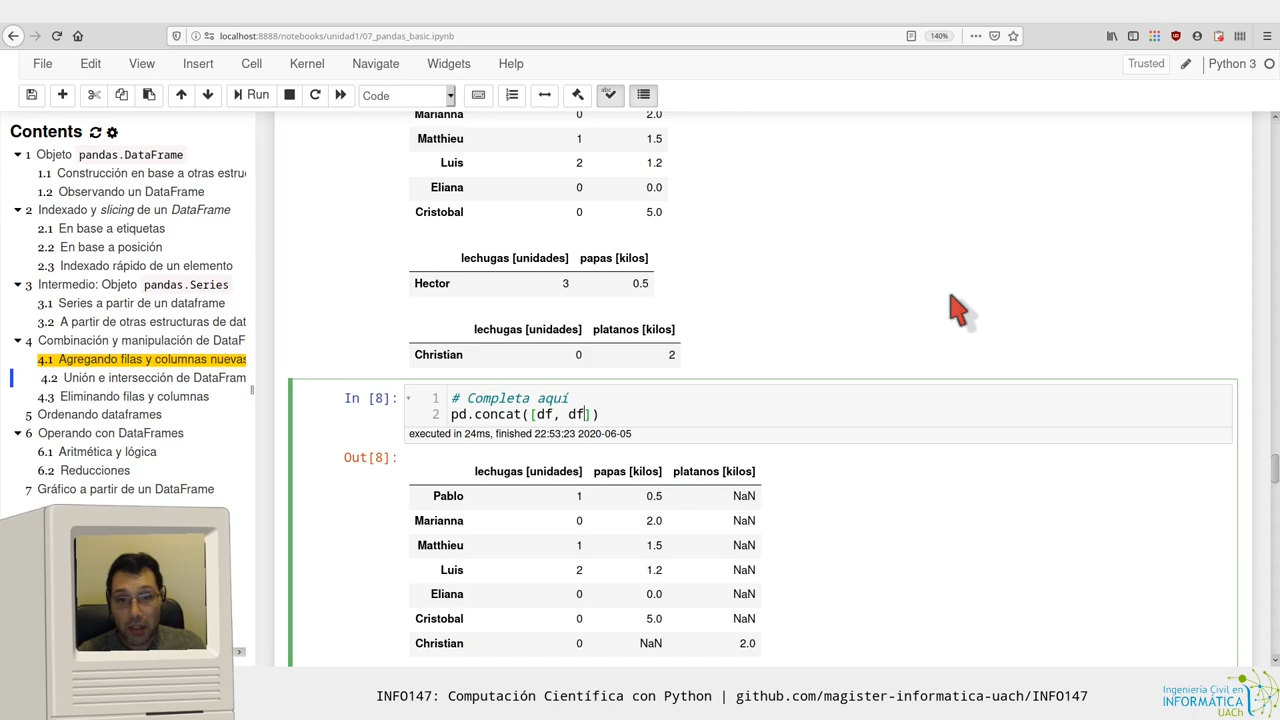 localhost:8888/notebooks/unidad1/07_pandas_basic.ipynb
140%
File Edit View Insert Cell Kernel Navigate Widgets Help
Trusted
Python 3
Run
Code
Contents
1 Objeto pandas.DataFrame
1.1 Construcción en base a otras estru
1.2 Observando un DataFrame
2 Indexado y slicing de un DataFrame
2.1 En base a etiquetas
2.2 En base a posición
2.3 Indexado rápido de un elemento
3 Intermedio: Objeto pandas.Series
3.1 Series a partir de un dataframe
3.2 A partir de otras estructuras de dat
4 Combinación y manipulación de DataF
4.1 Agregando filas y columnas nuevas
4.2 Unión e intersección de DataFram
4.3 Eliminando filas y columnas
5 Ordenando dataframes
6 Operando con DataFrames
6.1 Aritmética y lógica
6.2 Reducciones
7 Gráfico a partir de un DataFrame
Marianna 0 2.0
Matthieu 1 1.5
Luis 2 1.2
Eliana 0 0.0
Cristobal 0 5.0
lechugas [unidades] papas [kilos]
Hector 3 0.5
lechugas [unidades] platanos [kilos]
Christian 0 2
In [8]:
1 # Completa aquí
2 pd.concat([df, df])
executed in 24ms, finished 22:53:23 2020-06-05
Out[8]:
lechugas [unidades] papas [kilos] platanos [kilos]
Pablo 1 0.5 NaN
Marianna 0 2.0 NaN
Matthieu 1 1.5 NaN
Luis 2 1.2 NaN
Eliana 0 0.0 NaN
Cristobal 0 5.0 NaN
Christian 0 NaN 2.0
INFO147: Computación Científica con Python | github.com/magister-informatica-uach/INFO147
Ingeniería Civil en
INFORMÁTICA
UACh